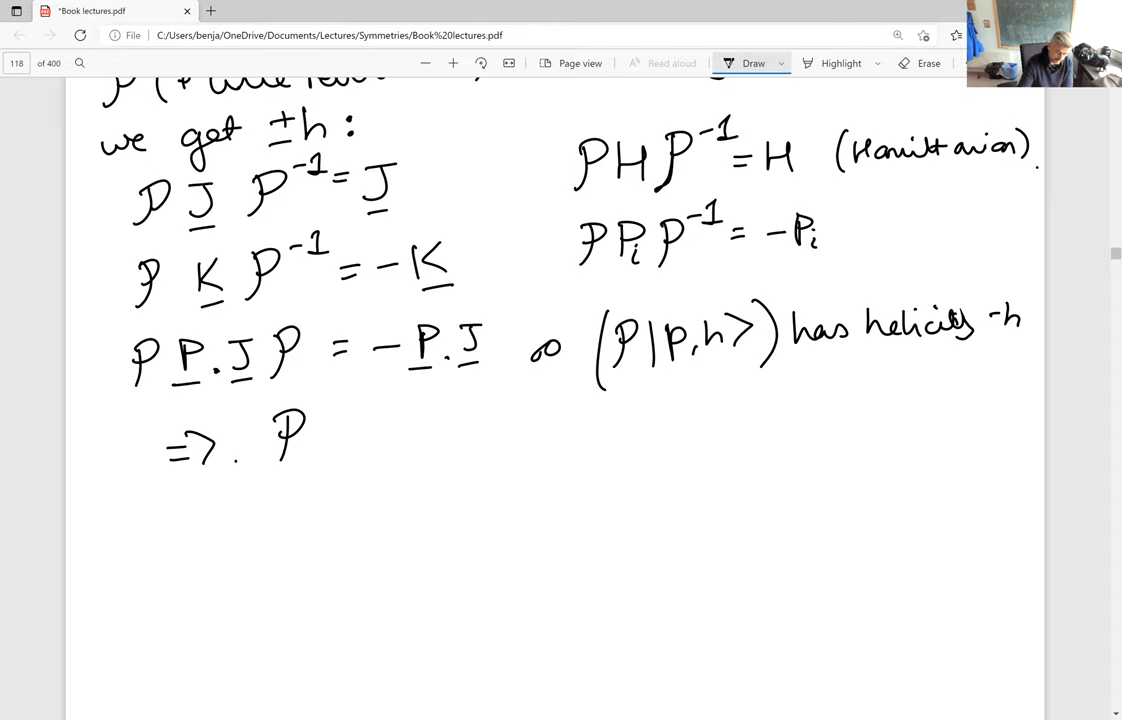 *Book lectures.pdf
File C:/Users/benja/OneDrive/Documents/Lectures/Symmetries/Book%20lectures.pdf
118 of 400 Page view Read aloud Draw Highlight Erase
we get ±h :
P J P⁻¹ = J
P K P⁻¹ = - K
P P . J P = - P . J
=> . P
P H P⁻¹ = H (Hamiltonian).
P Pᵢ P⁻¹ = - Pᵢ
so (P|p,h>) has helicity -h